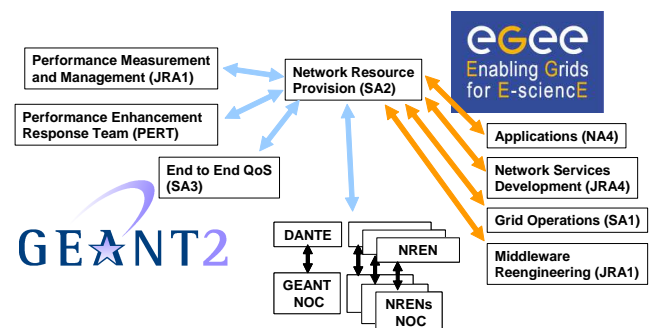 Performance Measurement
and Management (JRA1)
Performance Enhancement
Response Team (PERT)
End to End QoS
(SA3)
GEANT2
Network Resource
Provision (SA2)
DANTE
GEANT
NOC
NREN
NRENs
NOC
eGee
Enabling Grids
for E-sciencE
Applications (NA4)
Network Services
Development (JRA4)
Grid Operations (SA1)
Middleware
Reengineering (JRA1)